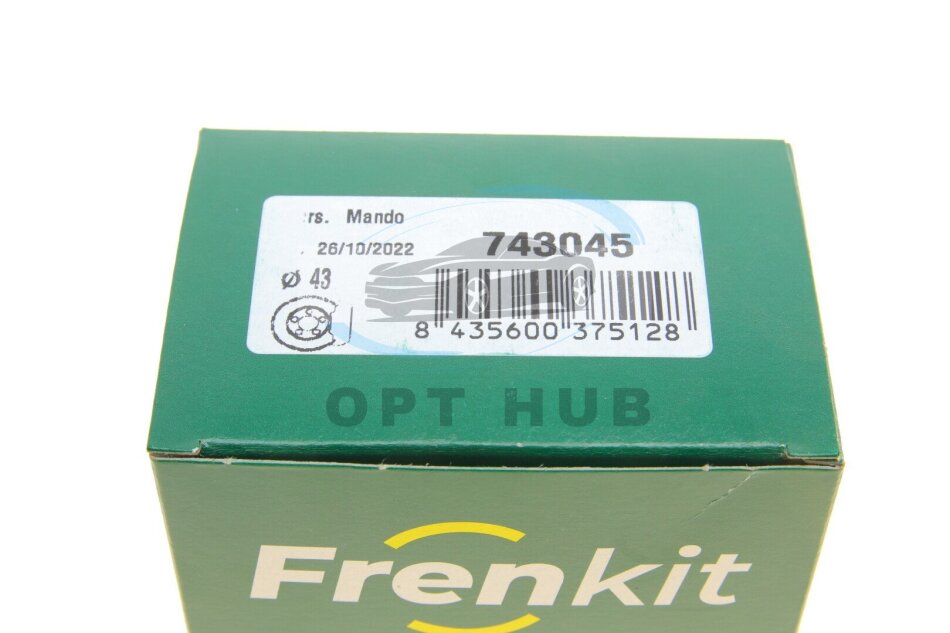 rs. Mando
26/10/2022 743045
Ø 43
8 435600 375128
OPT HUB
Frenkit